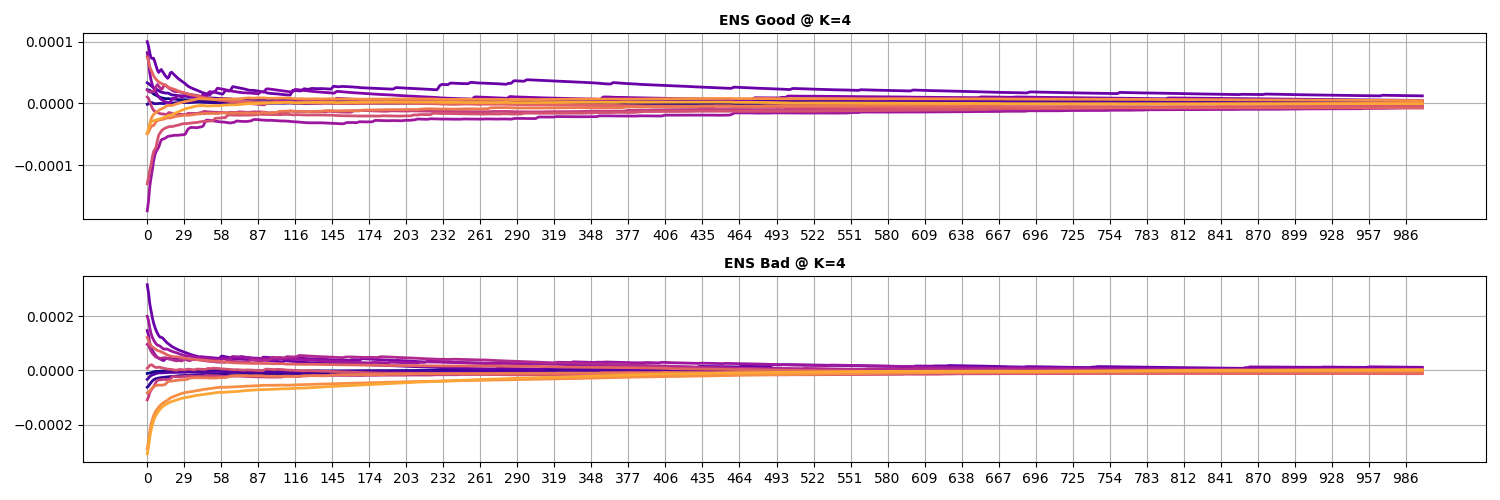 ENS Good @ K=4
0.0001
0.0000
−0.0001
0 29 58 87 116 145 174 203 232 261 290 319 348 377 406 435 464 493 522 551 580 609 638 667 696 725 754 783 812 841 870 899 928 957 986
ENS Bad @ K=4
0.0002
0.0000
−0.0002
0 29 58 87 116 145 174 203 232 261 290 319 348 377 406 435 464 493 522 551 580 609 638 667 696 725 754 783 812 841 870 899 928 957 986